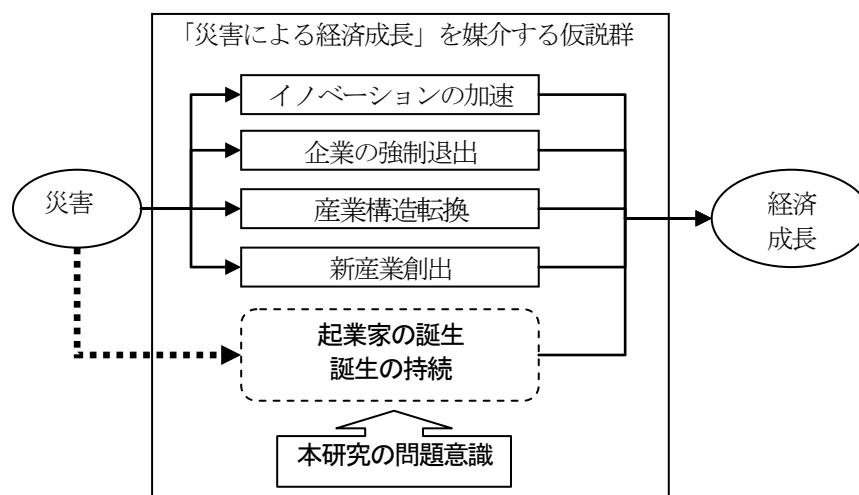 「災害による経済成長」を媒介する仮説群
イノベーションの加速
企業の強制退出
災害
産業構造転換
経済
成長
新産業創出
起業家の誕生
誕生の持続
本研究の問題意識